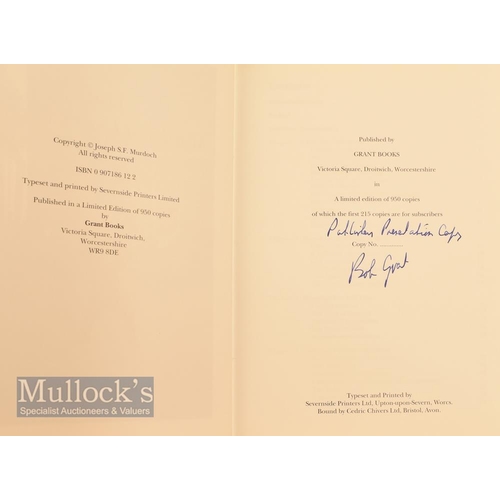 Copyright © Joseph S.F. Murdoch
All rights reserved
ISBN 0 907186 12 2
Typeset and printed by Severnside Printers Limited
Published in a Limited Edition of 950 copies
by
Grant Books
Victoria Square, Droitwich,
Worcestershire
WR9 8DE
Mullock's
Specialist Auctioneers & Valuers
Published by
GRANT BOOKS
Victoria Square, Droitwich, Worcestershire
in
A limited edition of 950 copies
of which the first 215 copies are for subscribers
Publishers Presentation Copy
Copy No. ............
Bob Grant
Typeset and Printed by
Severnside Printers Ltd, Upton-upon-Severn, Worcs.
Bound by Cedric Chivers Ltd, Bristol, Avon.